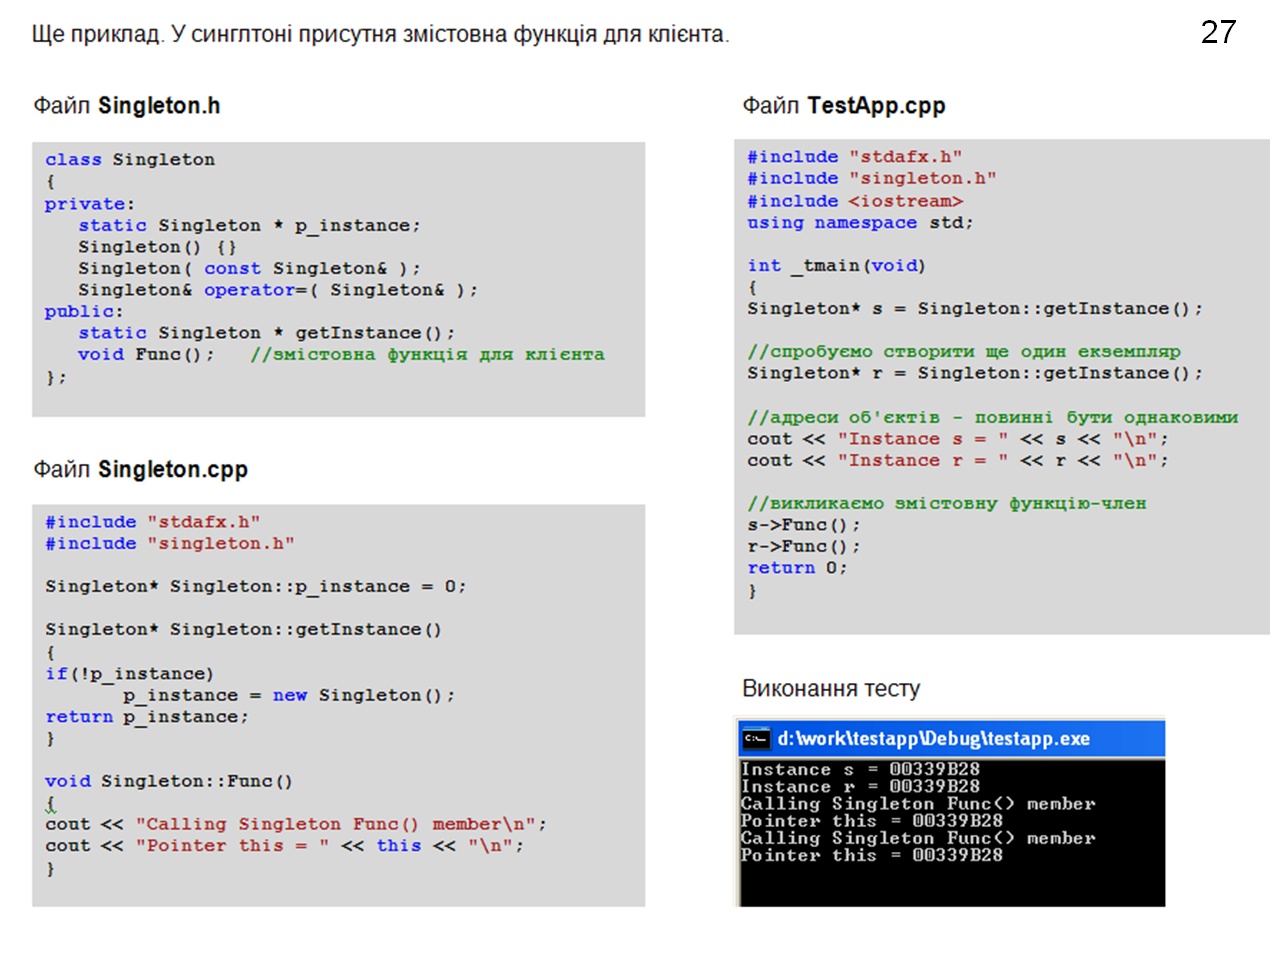 Ще приклад. У синглтоні присутня змістовна функція для клієнта.
27
Файл Singleton.h
class Singleton
{
private:
static Singleton * p_instance;
Singleton() {}
Singleton( const Singleton& );
Singleton& operator=( Singleton& );
public:
static Singleton * getInstance();
void Func(); //змістовна функція для клієнта
};
Файл Singleton.cpp
#include "stdafx.h"
#include "singleton.h"
Singleton* Singleton::p_instance = 0;
Singleton* Singleton::getInstance()
{
if(!p_instance)
p_instance = new Singleton();
return p_instance;
}
void Singleton::Func()
{
cout << "Calling Singleton Func() member\n";
cout << "Pointer this = " << this << "\n";
}
Файл TestApp.cpp
#include "stdafx.h"
#include "singleton.h"
#include <iostream>
using namespace std;
int _tmain(void)
{
Singleton* s = Singleton::getInstance();
//спробуємо створити ще один екземпляр
Singleton* r = Singleton::getInstance();
//адреси об'єктів - повинні бути однаковими
cout << "Instance s = " << s << "\n";
cout << "Instance r = " << r << "\n";
//викликаємо змістовну функцію-член
s->Func();
r->Func();
return 0;
}
Виконання тесту
d:\work\testapp\Debug\testapp.exe
Instance s = 00339B28
Instance r = 00339B28
Calling Singleton Func() member
Pointer this = 00339B28
Calling Singleton Func() member
Pointer this = 00339B28